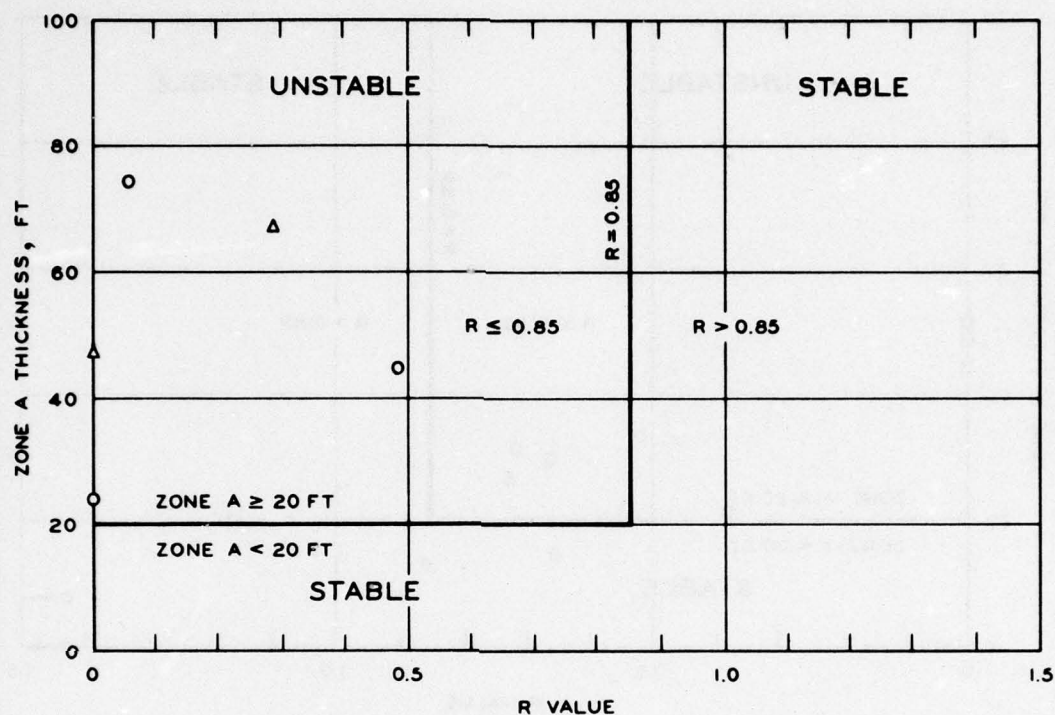 100
UNSTABLE
STABLE
80
R = 0.85
60
R ≤ 0.85
R > 0.85
40
ZONE A ≥ 20 FT
20
ZONE A < 20 FT
STABLE
0
0
0.5
1.0
1.5
R VALUE
ZONE A THICKNESS, FT